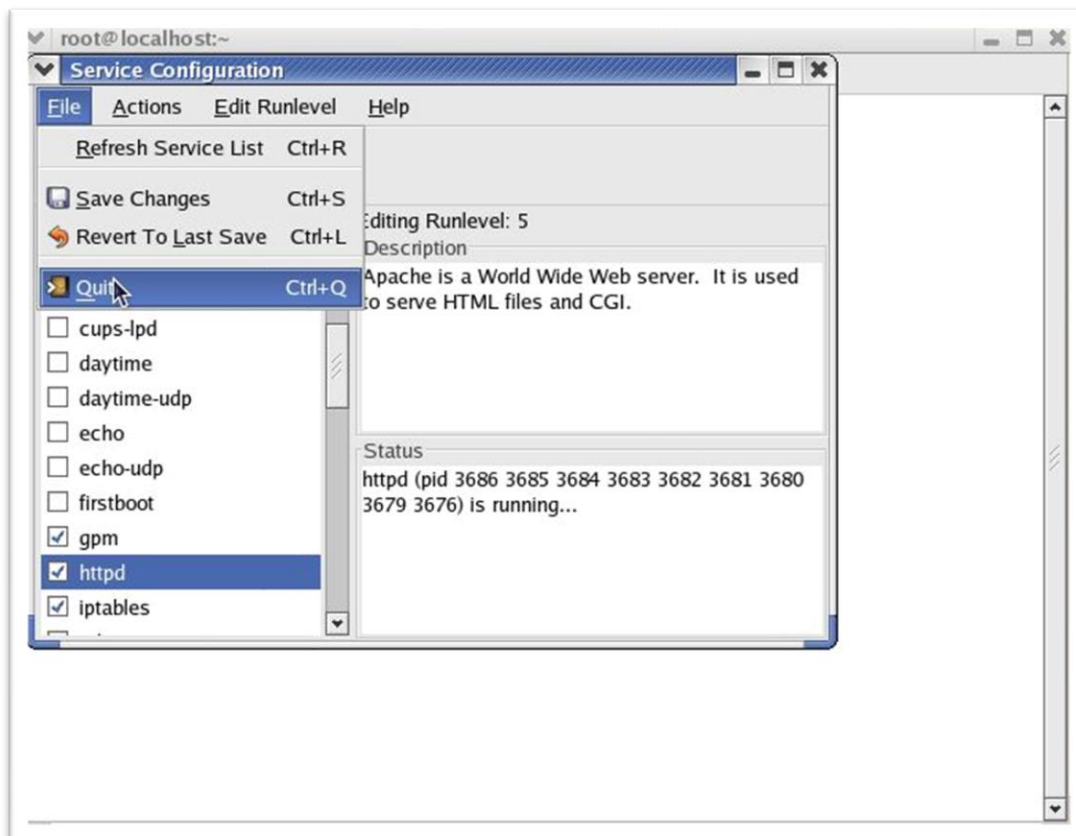 root@localhost:~
Service Configuration
File Actions Edit Runlevel Help
Refresh Service List Ctrl+R
Save Changes Ctrl+S
Revert To Last Save Ctrl+L
Quit Ctrl+Q
cups-lpd
daytime
daytime-udp
echo
echo-udp
firstboot
gpm
httpd
iptables
Editing Runlevel: 5
Description
Apache is a World Wide Web server. It is used
to serve HTML files and CGI.
Status
httpd (pid 3686 3685 3684 3683 3682 3681 3680
3679 3676) is running...